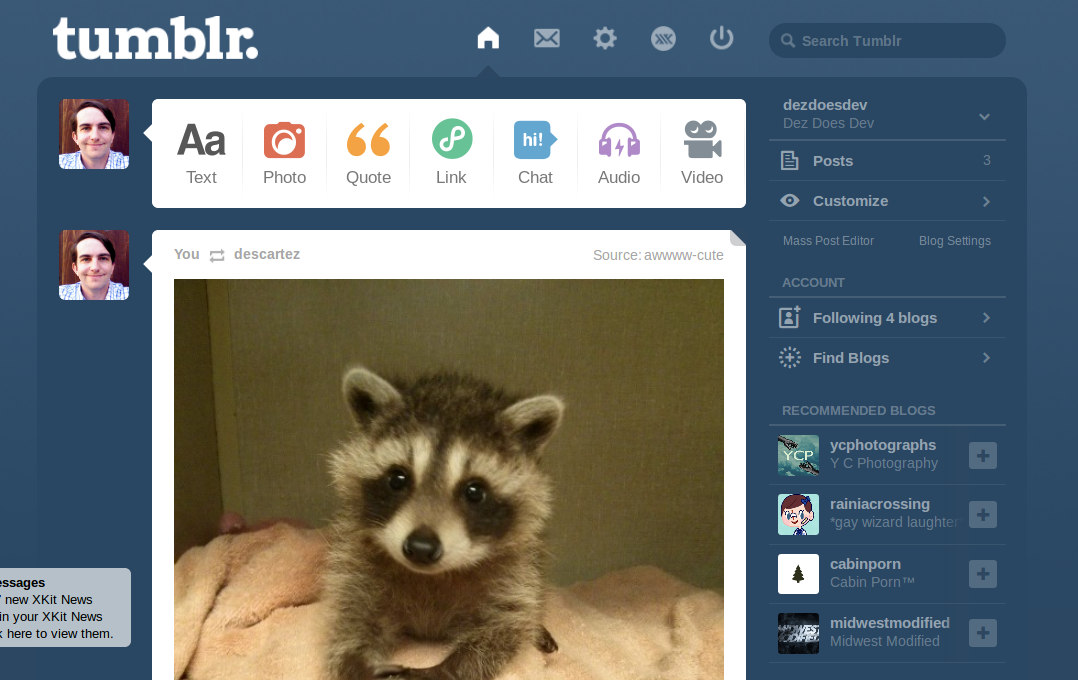 tumblr.
Search Tumblr
Aa
hi!
Text
Photo
Quote
Link
Chat
Audio
Video
You descartez
Source: awwww-cute
new XKit News
in your XKit News
here to view them.
dezdoesdev
Dez Does Dev
Posts 3
Customize
Mass Post Editor Blog Settings
ACCOUNT
Following 4 blogs
Find Blogs
RECOMMENDED BLOGS
YCP
ycphotographs
Y C Photography
rainiacrossing
*gay wizard laughter
cabinporn
Cabin Porn™
MIDWEST
MODIFIED
midwestmodified
Midwest Modified